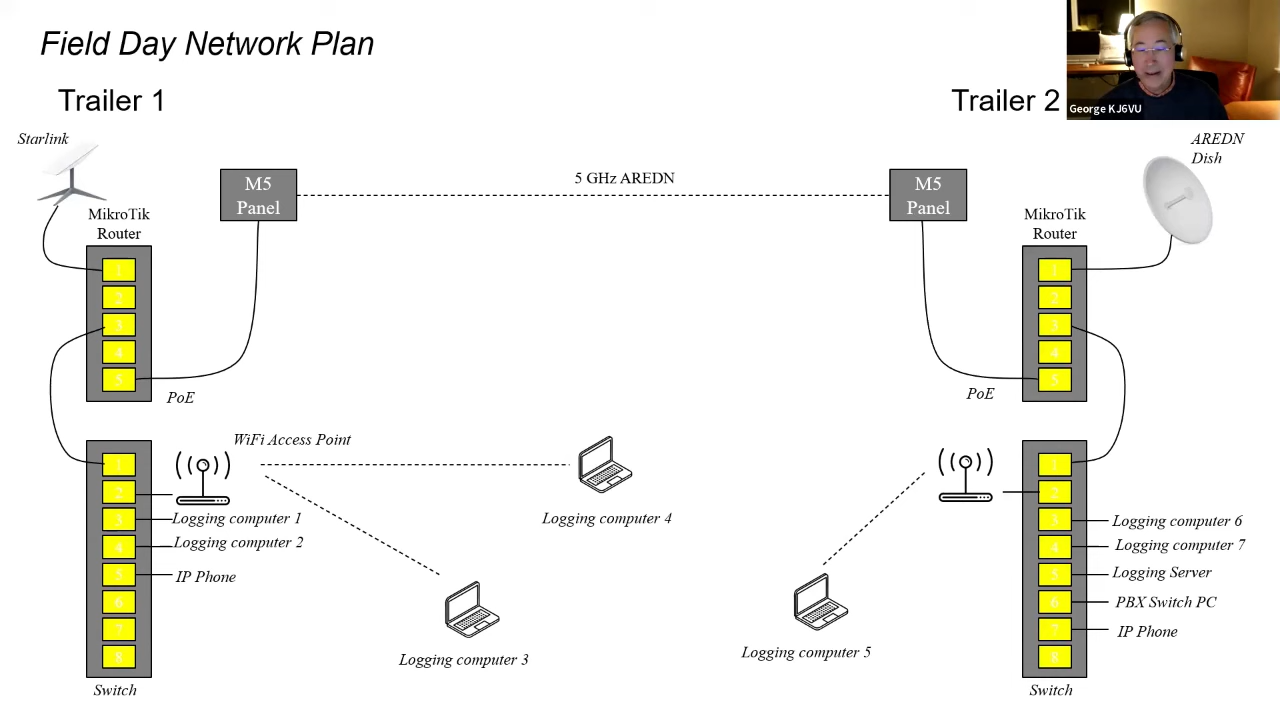 Field Day Network Plan
Trailer 1
Trailer 2
George KJ6VU
Starlink
AREDN
Dish
M5
Panel
5 GHz AREDN
M5
Panel
MikroTik
Router
MikroTik
Router
1
2
3
4
5
PoE
1
2
3
4
5
PoE
WiFi Access Point
1
2
3
4
5
6
7
8
Logging computer 1
Logging computer 2
IP Phone
Switch
Logging computer 4
Logging computer 3
Logging computer 5
1
2
3
4
5
6
7
8
Logging computer 6
Logging computer 7
Logging Server
PBX Switch PC
IP Phone
Switch